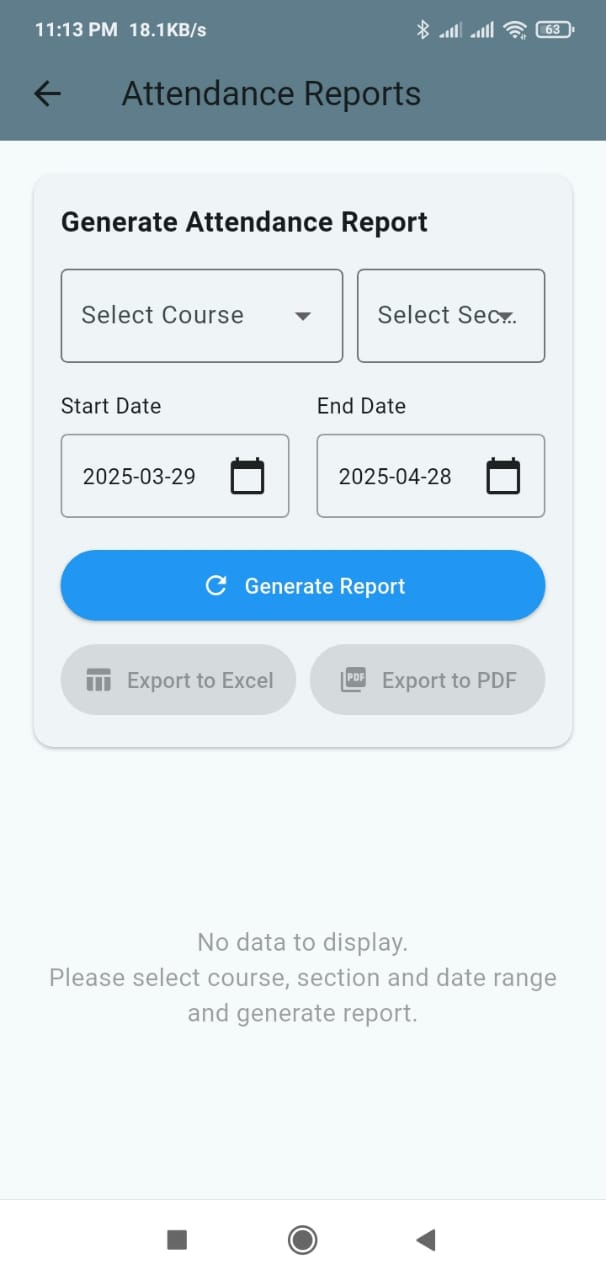 11:13 PM 18.1KB/s 63
Attendance Reports
Generate Attendance Report
Select Course Select Sec...
Start Date End Date
2025-03-29 2025-04-28
Generate Report
Export to Excel PDF Export to PDF
No data to display.
Please select course, section and date range
and generate report.